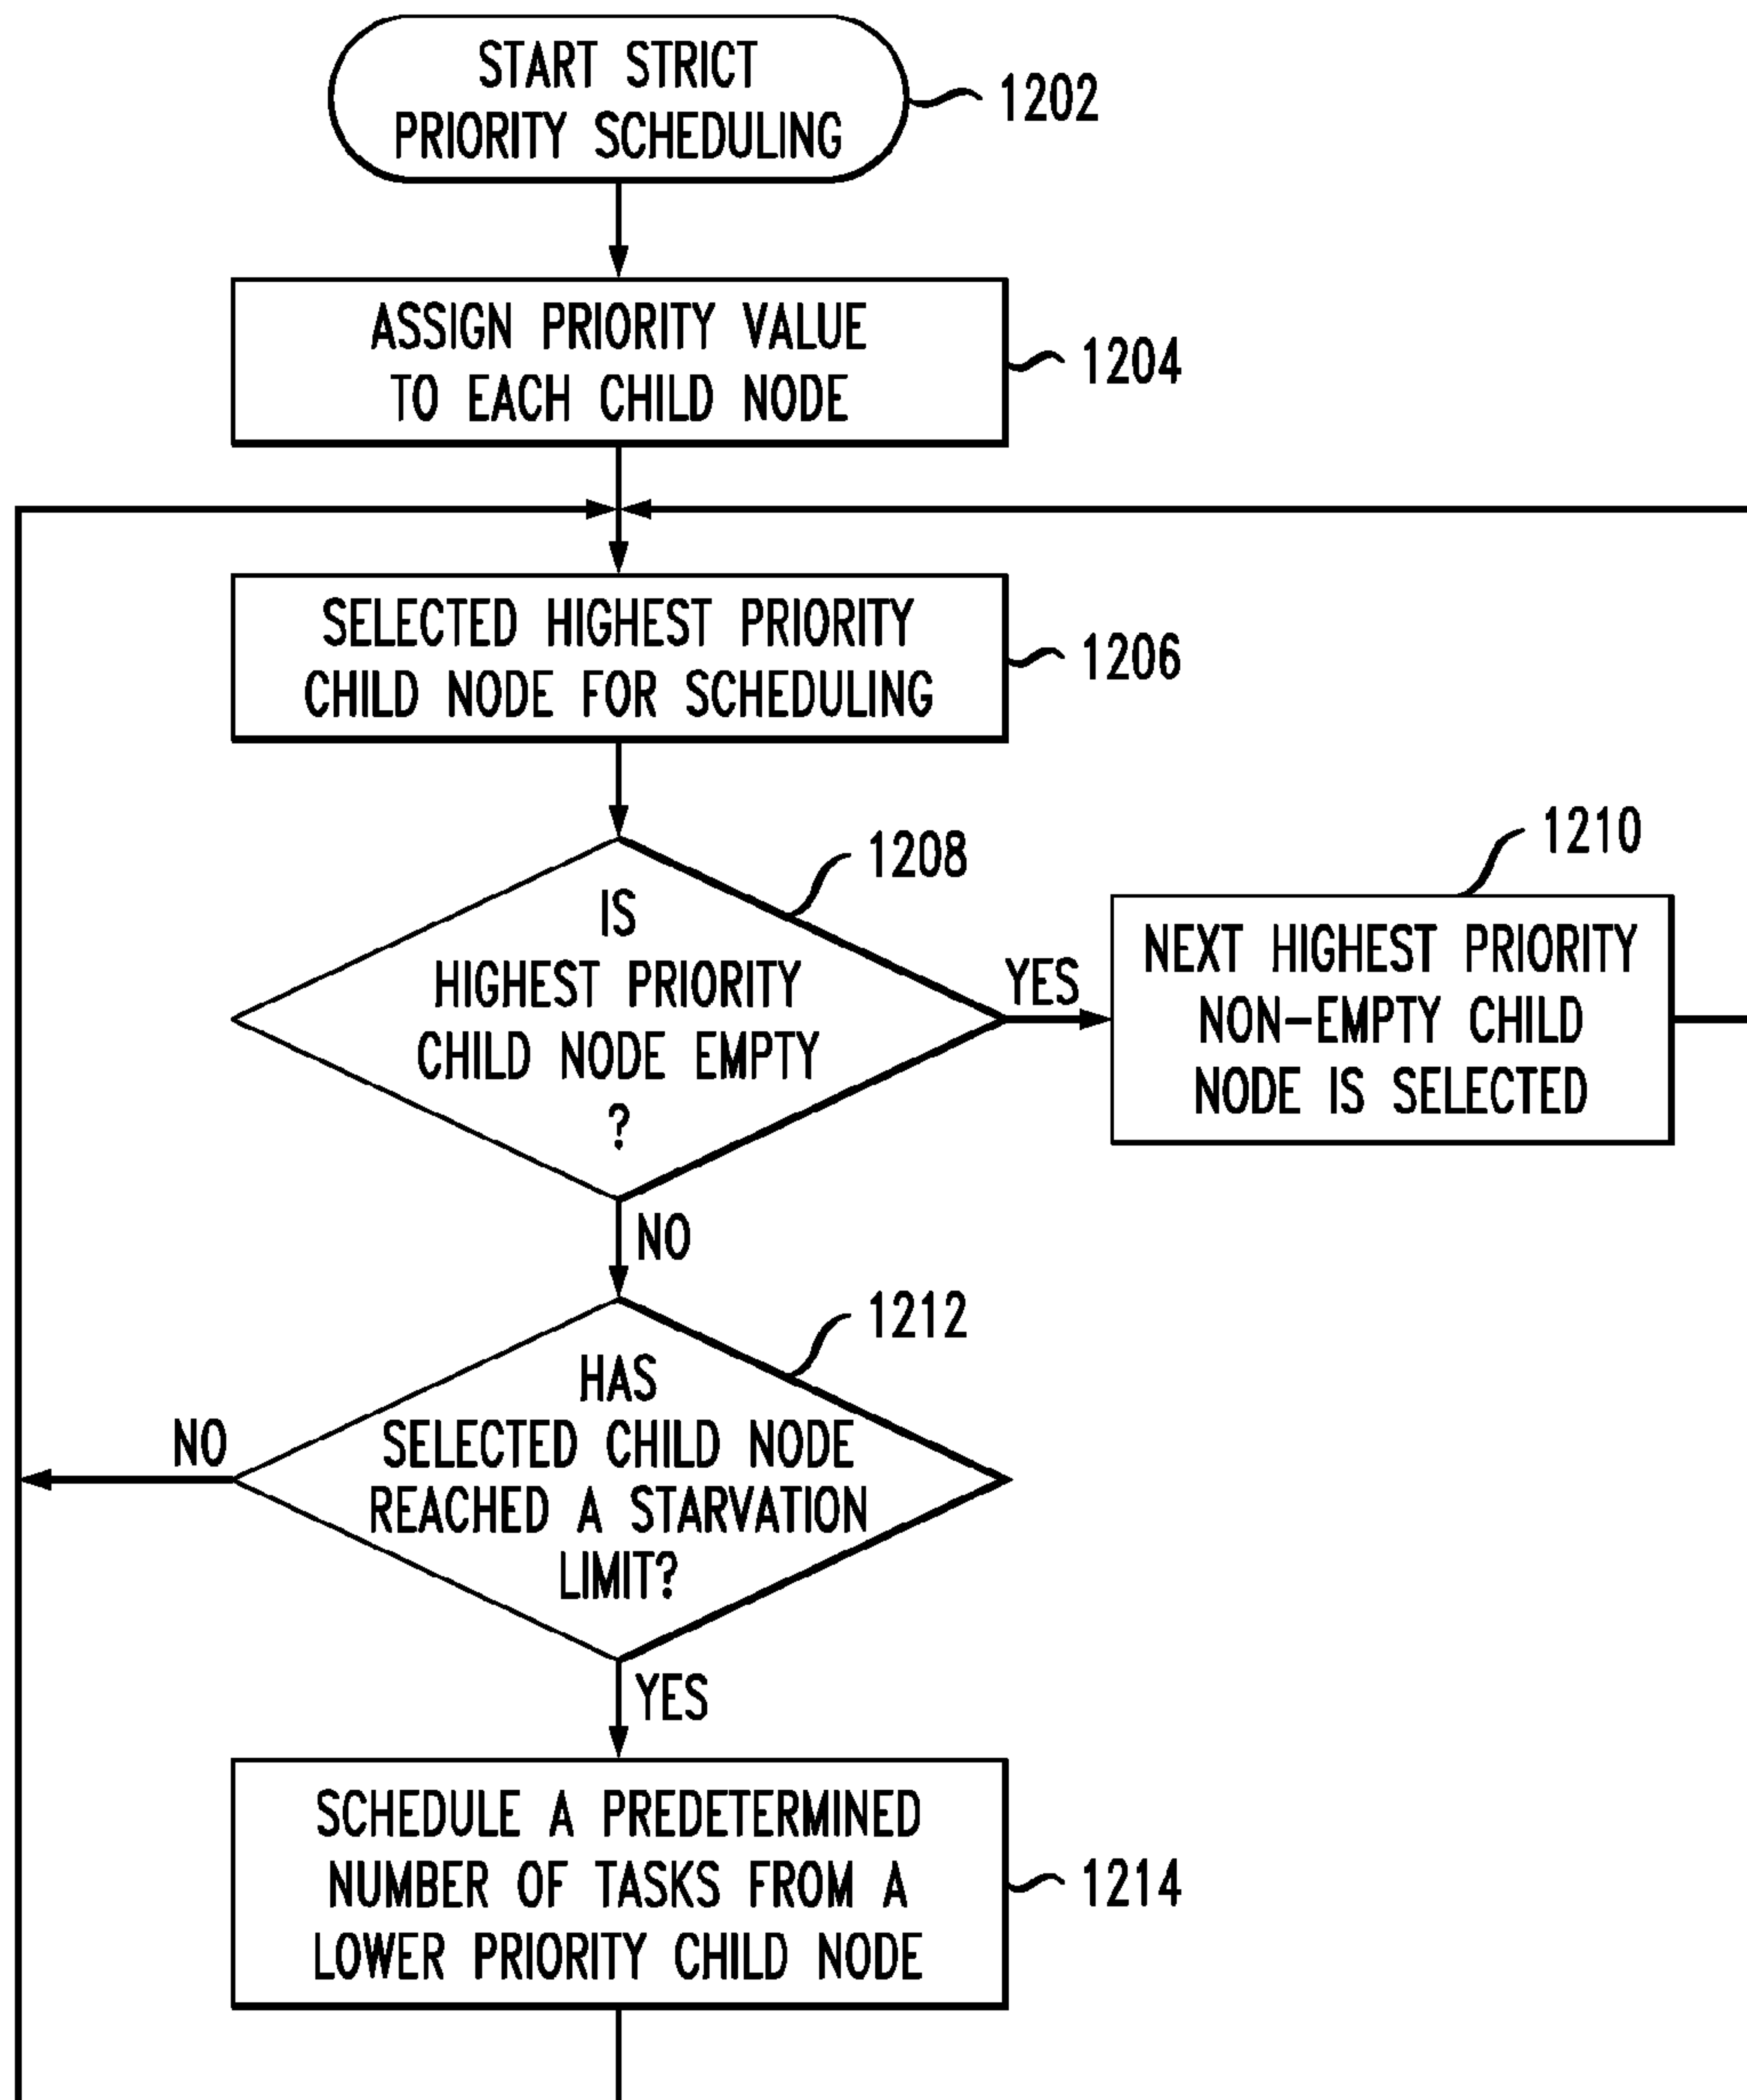 START STRICT
PRIORITY SCHEDULING
1202
ASSIGN PRIORITY VALUE
TO EACH CHILD NODE
1204
SELECTED HIGHEST PRIORITY
CHILD NODE FOR SCHEDULING
1206
IS
HIGHEST PRIORITY
CHILD NODE EMPTY
?
1208
YES
NEXT HIGHEST PRIORITY
NON-EMPTY CHILD
NODE IS SELECTED
1210
NO
HAS
SELECTED CHILD NODE
REACHED A STARVATION
LIMIT?
1212
NO
YES
SCHEDULE A PREDETERMINED
NUMBER OF TASKS FROM A
LOWER PRIORITY CHILD NODE
1214